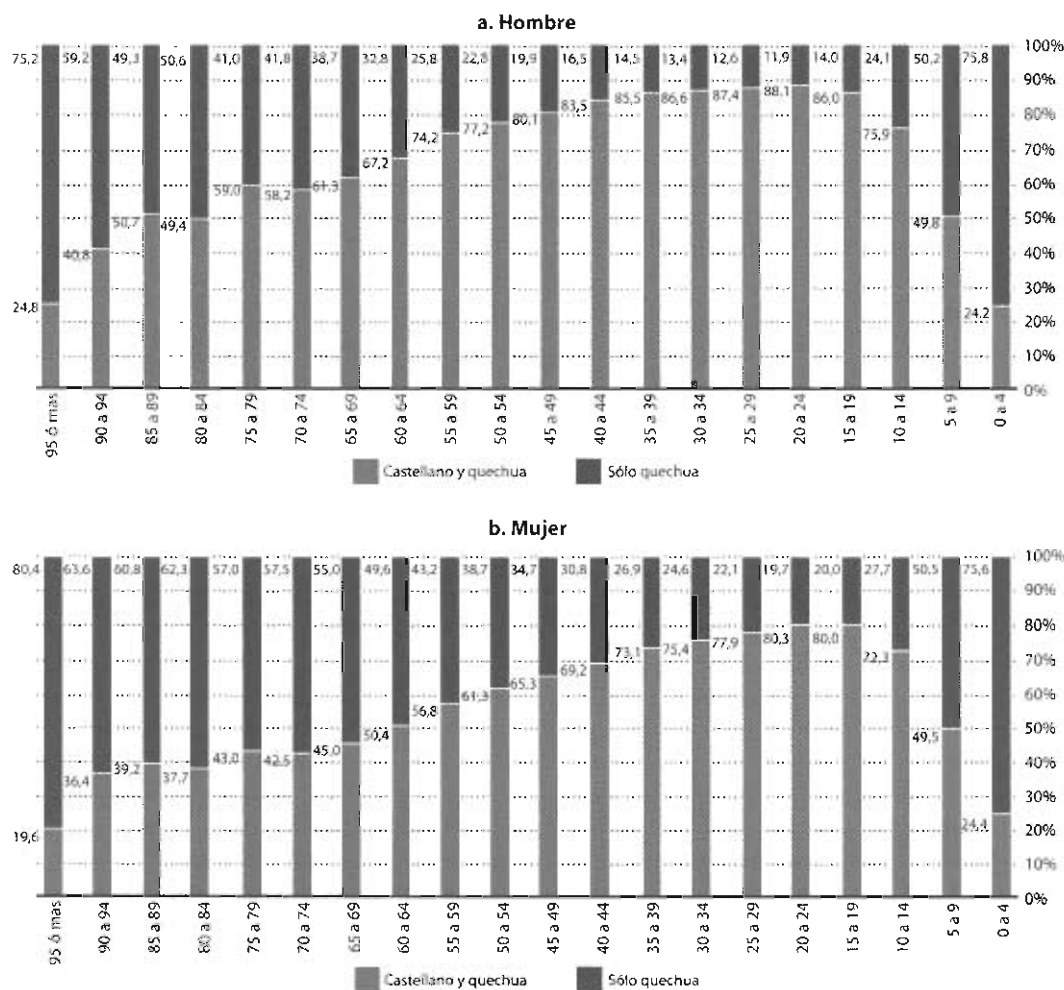 a. Hombre
75,2 59,2 49,3 50,6 41,0 41,8 38,7 32,8 25,8 22,8 19,9 16,5 14,5 13,4 12,6 11,9 14,0 24,1 50,2 75,8
100%
90%
80%
70%
60%
50%
40%
30%
20%
10%
0%
24,8 40,8 50,7 49,4 59,0 58,2 61,3 67,2 74,2 77,2 80,1 83,5 85,5 86,6 87,4 88,1 86,0 75,9 49,8 24,2
95 ó mas 90 a 94 85 a 89 80 a 84 75 a 79 70 a 74 65 a 69 60 a 64 55 a 59 50 a 54 45 a 49 40 a 44 35 a 39 30 a 34 25 a 29 20 a 24 15 a 19 10 a 14 5 a 9 0 a 4
Castellano y quechua Sólo quechua
b. Mujer
80,4 63,6 60,8 62,3 57,0 57,5 55,0 49,6 43,2 38,7 34,7 30,8 26,9 24,6 22,1 19,7 20,0 27,7 50,5 75,6
100%
90%
80%
70%
60%
50%
40%
30%
20%
10%
0%
19,6 36,4 39,2 37,7 43,0 42,5 45,0 50,4 56,8 61,3 65,3 69,2 73,1 75,4 77,9 80,3 80,0 72,3 49,5 24,4
95 ó mas 90 a 94 85 a 89 80 a 84 75 a 79 70 a 74 65 a 69 60 a 64 55 a 59 50 a 54 45 a 49 40 a 44 35 a 39 30 a 34 25 a 29 20 a 24 15 a 19 10 a 14 5 a 9 0 a 4
Castellano y quechua Sólo quechua